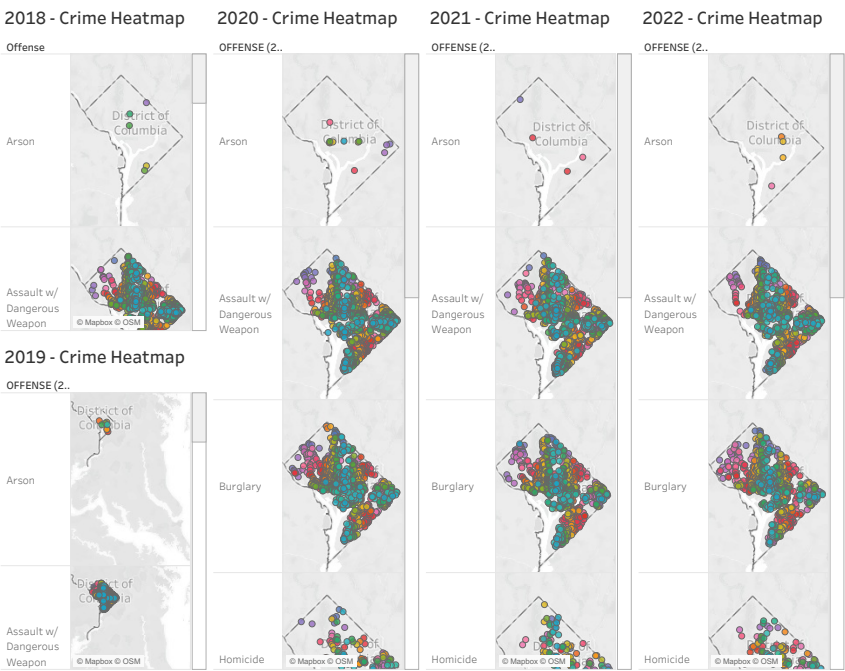 2018 - Crime Heatmap
Offense
Arson
District of
Columbia
Assault w/
Dangerous
Weapon
© Mapbox © OSM
2019 - Crime Heatmap
OFFENSE (2..
Arson
District of
Columbia
Assault w/
Dangerous
Weapon
District of
© Mapbox © OSM
2020 - Crime Heatmap
OFFENSE (2..
Arson
District of
Columbia
Assault w/
Dangerous
Weapon
Burglary
Homicide
© Mapbox © OSM
2021 - Crime Heatmap
OFFENSE (2..
Arson
District of
Columbia
Assault w/
Dangerous
Weapon
Burglary
Homicide
© Mapbox © OSM
2022 - Crime Heatmap
OFFENSE (2..
Arson
District of
Columbia
Assault w/
Dangerous
Weapon
Burglary
Homicide
© Mapbox © OSM